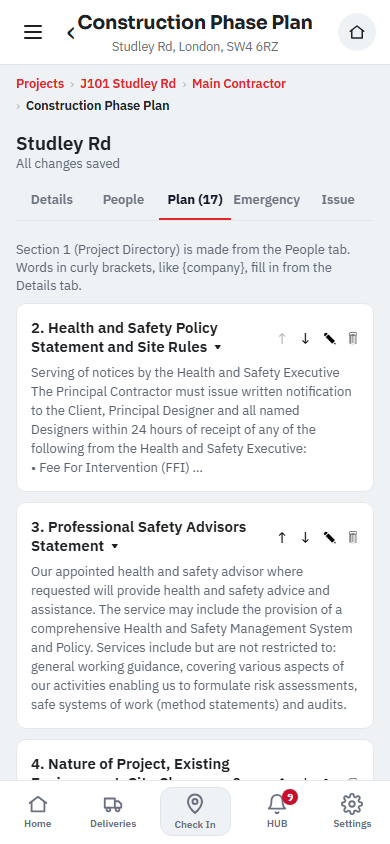 Construction Phase Plan
Studley Rd, London, SW4 6RZ
Projects › J101 Studley Rd › Main Contractor
› Construction Phase Plan
Studley Rd
All changes saved
Details People Plan (17) Emergency Issue
Section 1 (Project Directory) is made from the People tab.
Words in curly brackets, like {company}, fill in from the
Details tab.
2. Health and Safety Policy
Statement and Site Rules
Serving of notices by the Health and Safety Executive
The Principal Contractor must issue written notification
to the Client, Principal Designer and all named
Designers within 24 hours of receipt of any of the
following from the Health and Safety Executive:
• Fee For Intervention (FFI) ...
3. Professional Safety Advisors
Statement
Our appointed health and safety advisor where
requested will provide health and safety advice and
assistance. The service may include the provision of a
comprehensive Health and Safety Management System
and Policy. Services include but are not restricted to:
general working guidance, covering various aspects of
our activities enabling us to formulate risk assessments,
safe systems of work (method statements) and audits.
4. Nature of Project, Existing
9
Home Deliveries Check In HUB Settings